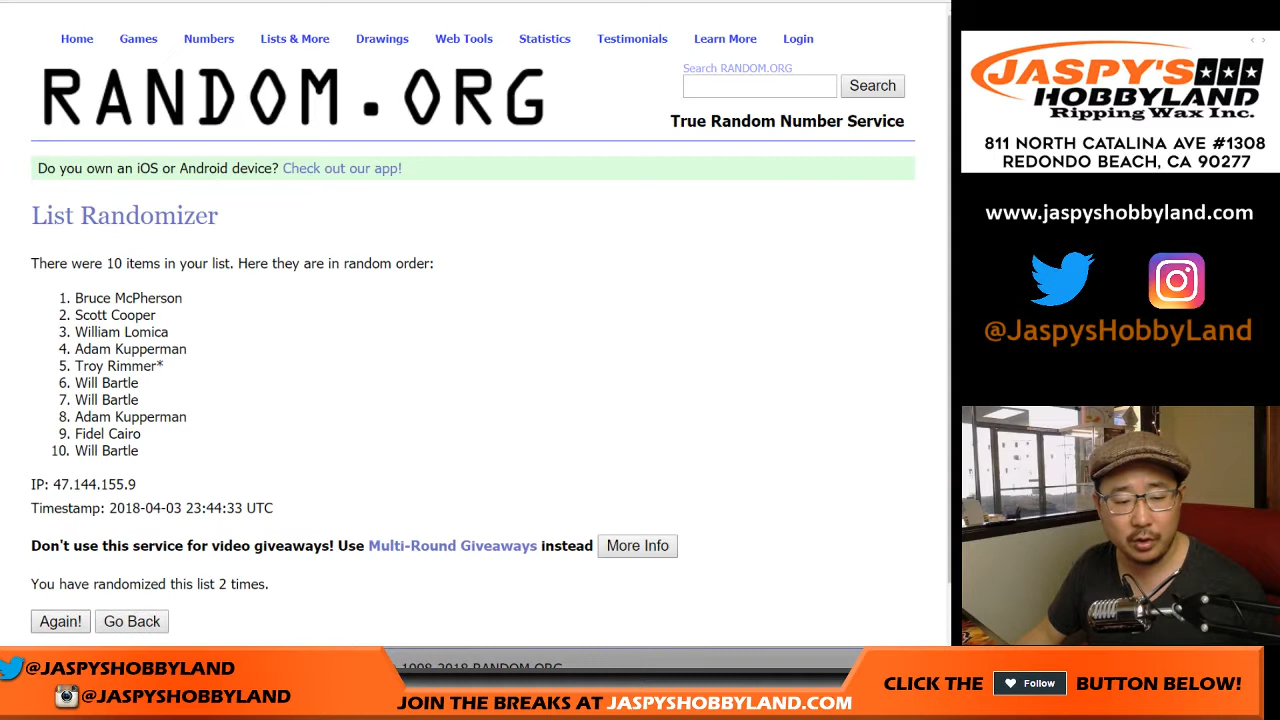 Home Games Numbers Lists & More Drawings Web Tools Statistics Testimonials Learn More Login
RANDOM.ORG
Search RANDOM.ORG
Search
True Random Number Service
Do you own an iOS or Android device? Check out our app!
List Randomizer
There were 10 items in your list. Here they are in random order:
1. Bruce McPherson
2. Scott Cooper
3. William Lomica
4. Adam Kupperman
5. Troy Rimmer*
6. Will Bartle
7. Will Bartle
8. Adam Kupperman
9. Fidel Cairo
10. Will Bartle
IP: 47.144.155.9
Timestamp: 2018-04-03 23:44:33 UTC
Don't use this service for video giveaways! Use Multi-Round Giveaways instead More Info
You have randomized this list 2 times.
Again! Go Back
1998-2018 RANDOM.ORG
JASPY'S
HOBBYLAND
Ripping Wax Inc.
811 NORTH CATALINA AVE #1308
REDONDO BEACH, CA 90277
www.jaspyshobbyland.com
@JaspysHobbyLand
@JASPYSHOBBYLAND
@JASPYSHOBBYLAND
JOIN THE BREAKS AT JASPYSHOBBYLAND.COM
CLICK THE Follow BUTTON BELOW!